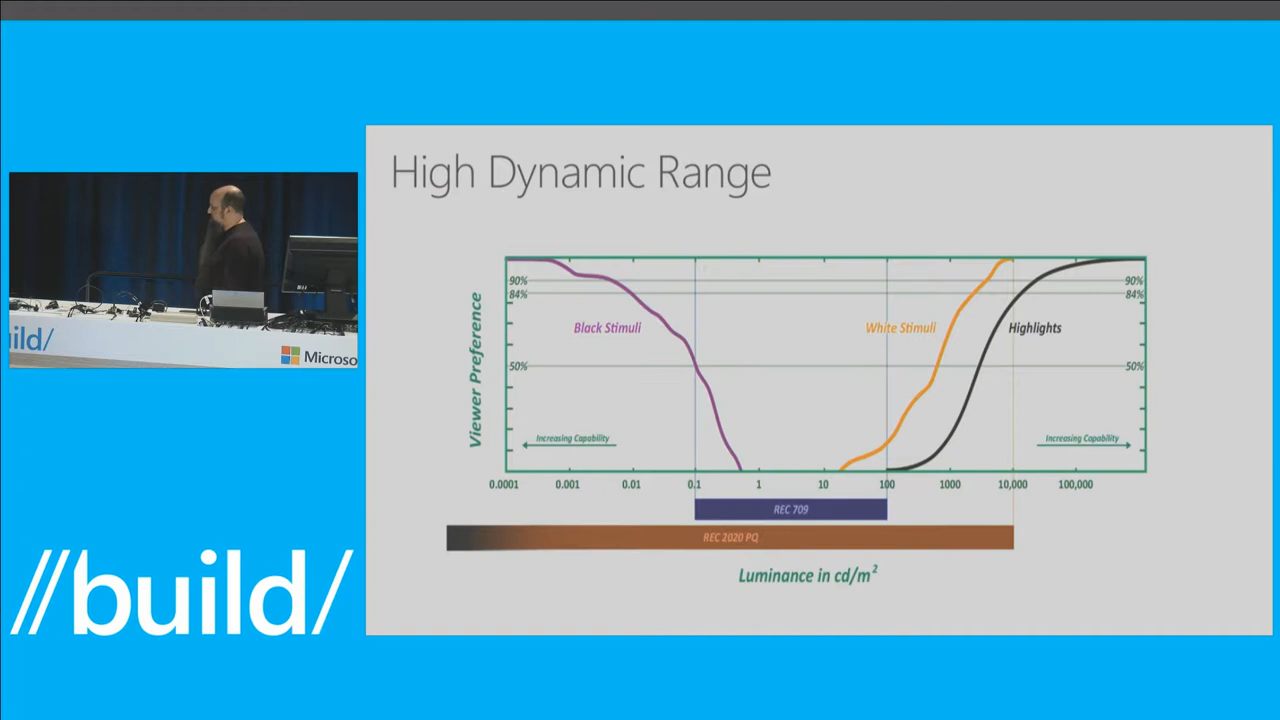 High Dynamic Range
Viewer Preference
90%
84%
50%
90%
84%
50%
Black Stimuli
White Stimuli
Highlights
Increasing Capability
Increasing Capability
0.0001
0.001
0.01
0.1
1
10
100
1000
10,000
100,000
REC 709
REC 2020 PQ
Luminance in cd/m²
uild/
Microso
//build/